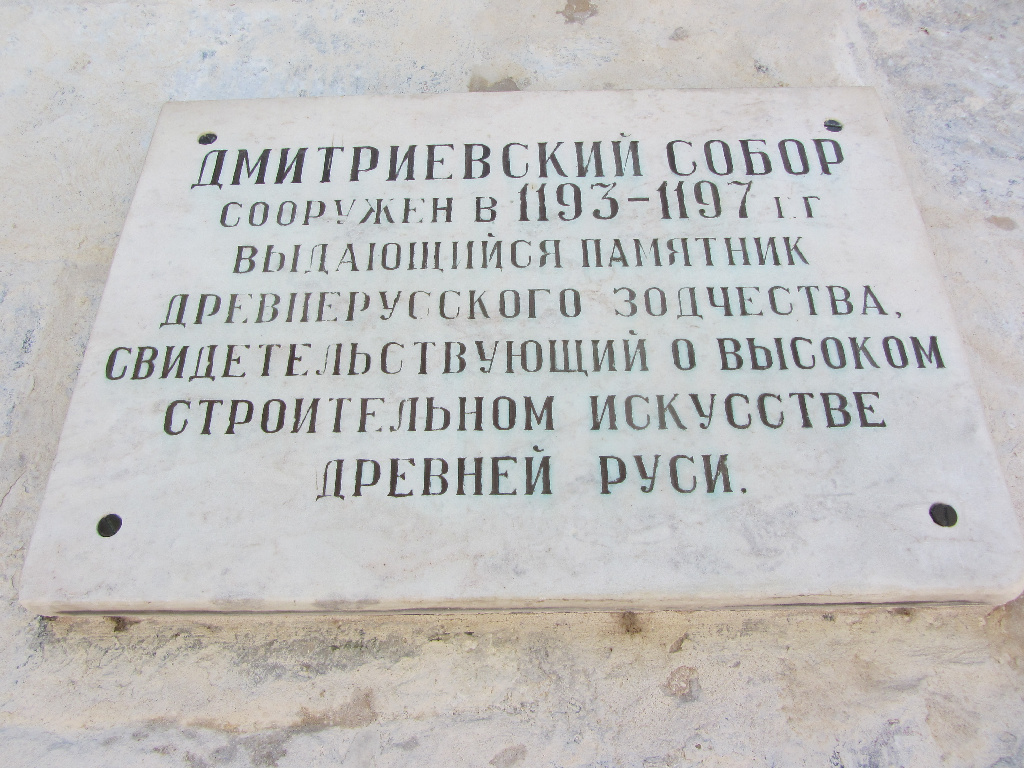 ДМИТРИЕВСКИЙ СОБОР
СООРУЖЕН В 1193-1197 Г.Г
ВЫДАЮЩИЙСЯ ПАМЯТНИК
ДРЕВНЕРУССКОГО ЗОДЧЕСТВА,
СВИДЕТЕЛЬСТВУЮЩИЙ О ВЫСОКОМ
СТРОИТЕЛЬНОМ ИСКУССТВЕ
ДРЕВНЕЙ РУСИ.